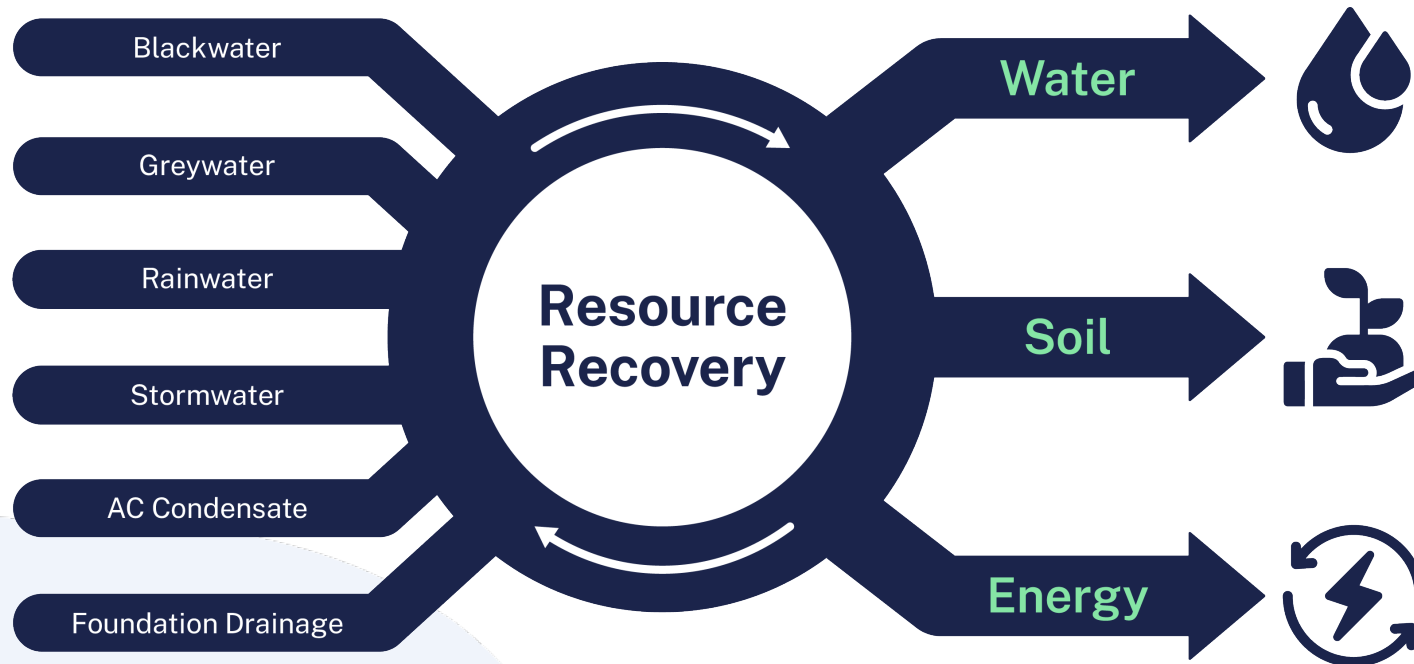 Blackwater
Greywater
Rainwater
Stormwater
AC Condensate
Foundation Drainage
Resource
Recovery
Water
Soil
Energy